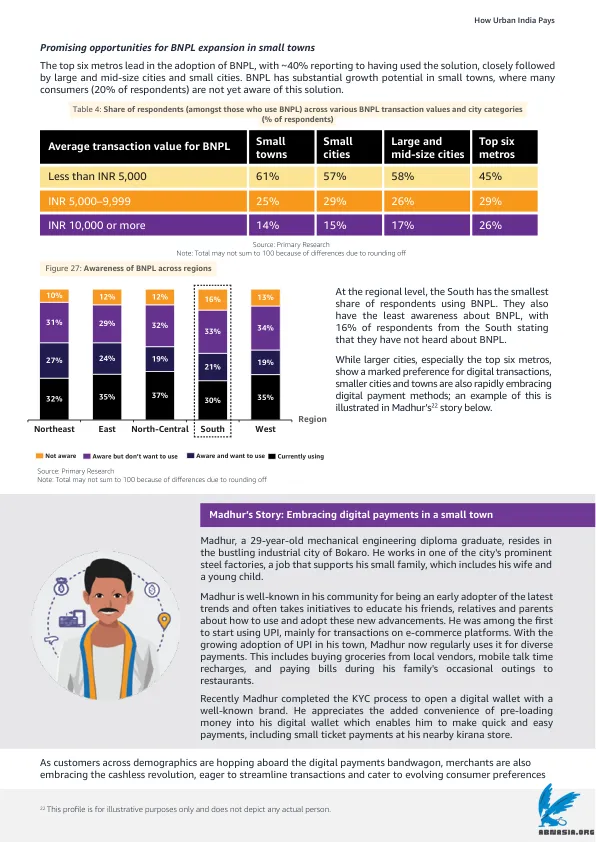 How Urban India Pays
Promising opportunities for BNPL expansion in small towns
The top six metros lead in the adoption of BNPL, with ~40% reporting to having used the solution, closely followed
by large and mid-size cities and small cities. BNPL has substantial growth potential in small towns, where many
consumers (20% of respondents) are not yet aware of this solution.
Table 4: Share of respondents (amongst those who use BNPL) across various BNPL transaction values and city categories
(% of respondents)
Average transaction value for BNPL Small towns Small cities Large and mid-size cities Top six metros
Less than INR 5,000 61% 57% 58% 45%
INR 5,000–9,999 25% 29% 26% 29%
INR 10,000 or more 14% 15% 17% 26%
Source: Primary Research
Note: Total may not sum to 100 because of differences due to rounding off
Figure 27: Awareness of BNPL across regions
10% 12% 12% 16% 13%
31% 29% 32% 33% 34%
27% 24% 19% 21% 19%
32% 35% 37% 30% 35%
Region
Northeast East North-Central South West
Not aware Aware but don't want to use Aware and want to use Currently using
Source: Primary Research
Note: Total may not sum to 100 because of differences due to rounding off
At the regional level, the South has the smallest
share of respondents using BNPL. They also
have the least awareness about BNPL, with
16% of respondents from the South stating
that they have not heard about BNPL.
While larger cities, especially the top six metros,
show a marked preference for digital transactions,
smaller cities and towns are also rapidly embracing
digital payment methods; an example of this is
illustrated in Madhur's²² story below.
Madhur's Story: Embracing digital payments in a small town
Madhur, a 29-year-old mechanical engineering diploma graduate, resides in
the bustling industrial city of Bokaro. He works in one of the city's prominent
steel factories, a job that supports his small family, which includes his wife and
a young child.
Madhur is well-known in his community for being an early adopter of the latest
trends and often takes initiatives to educate his friends, relatives and parents
about how to use and adopt these new advancements. He was among the first
to start using UPI, mainly for transactions on e-commerce platforms. With the
growing adoption of UPI in his town, Madhur now regularly uses it for diverse
payments. This includes buying groceries from local vendors, mobile talk time
recharges, and paying bills during his family's occasional outings to
restaurants.
Recently Madhur completed the KYC process to open a digital wallet with a
well-known brand. He appreciates the added convenience of pre-loading
money into his digital wallet which enables him to make quick and easy
payments, including small ticket payments at his nearby kirana store.
As customers across demographics are hopping aboard the digital payments bandwagon, merchants are also
embracing the cashless revolution, eager to streamline transactions and cater to evolving consumer preferences
²² This profile is for illustrative purposes only and does not depict any actual person.
ABNASIA.ORG